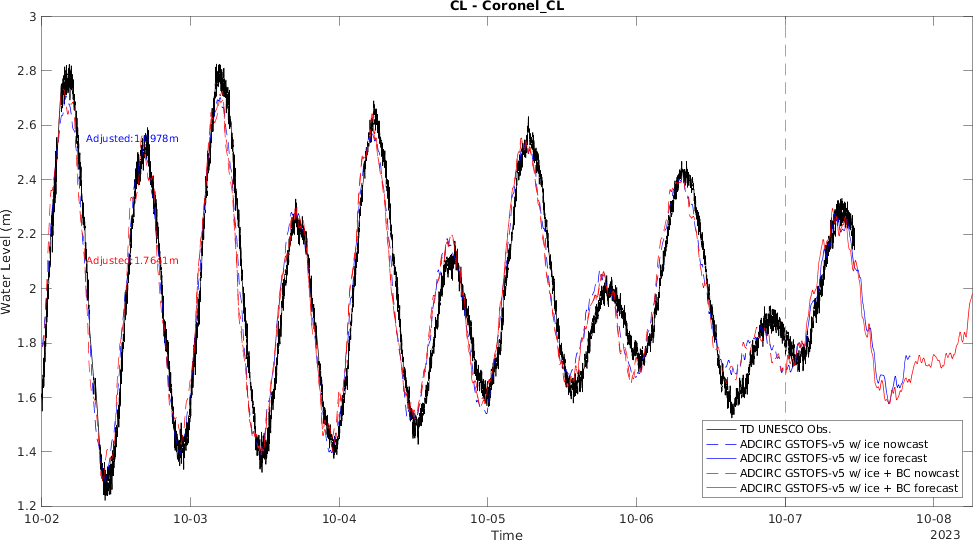 CL - Coronel_CL
3
2.8
2.6
2.4
2.2
2
1.8
1.6
1.4
1.2
Water Level (m)
Adjusted:1.7641m
TD UNESCO Obs.
ADCIRC GSTOFS-v5 w/ ice nowcast
ADCIRC GSTOFS-v5 w/ ice forecast
ADCIRC GSTOFS-v5 w/ ice + BC nowcast
ADCIRC GSTOFS-v5 w/ ice + BC forecast
10-02 10-03 10-04 10-05 10-06 10-07 10-08
Time
2023